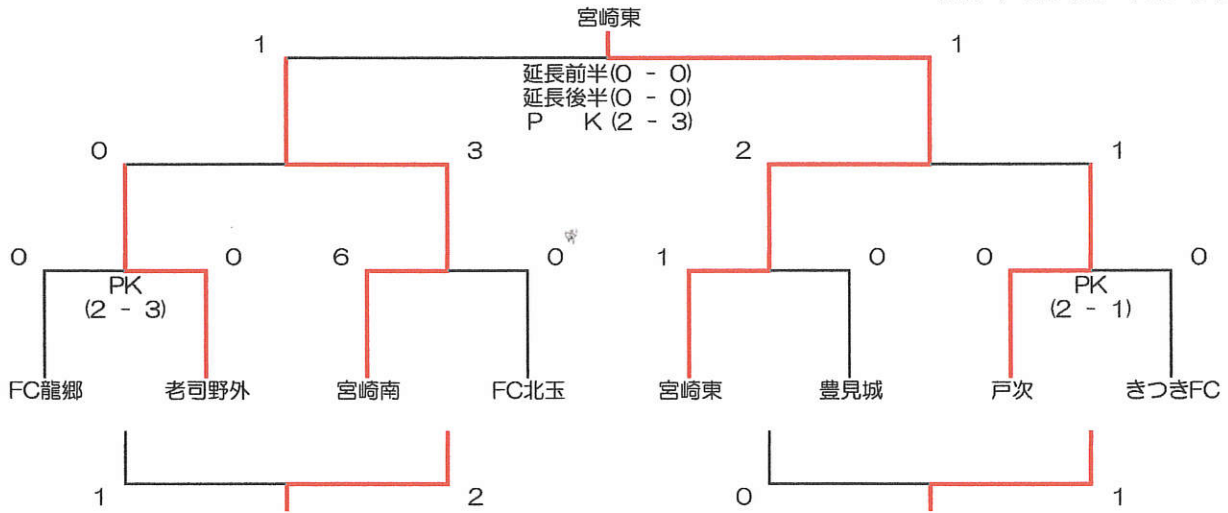 宮崎東
1 1
延長前半(0 - 0)
延長後半(0 - 0)
P K (2 - 3)
0 3 2 1
0 0 6 0 1 0 0 0
PK PK
(2 - 3) (2 - 1)
FC龍郷 老司野外 宮崎南 FC北玉 宮崎東 豊見城 戸次 きつきFC
1 2 0 1